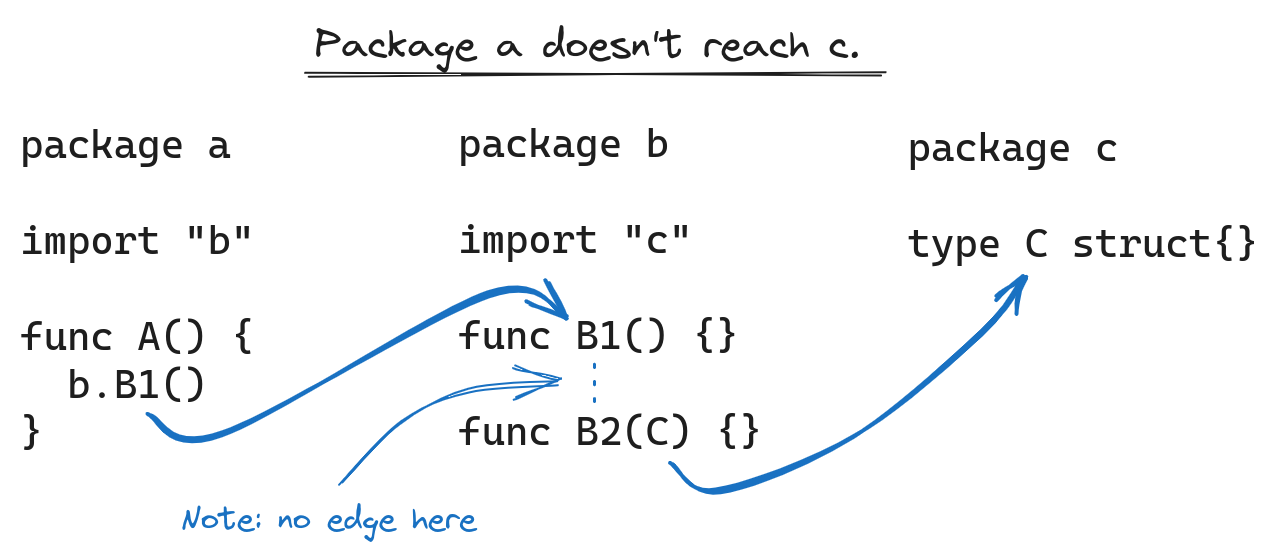 Package a doesn't reach c.
package a
import "b"
func A() {
  b.B1()
}
package b
import "c"
func B1() {}
func B2(C) {}
package c
type C struct{}
Note: no edge here